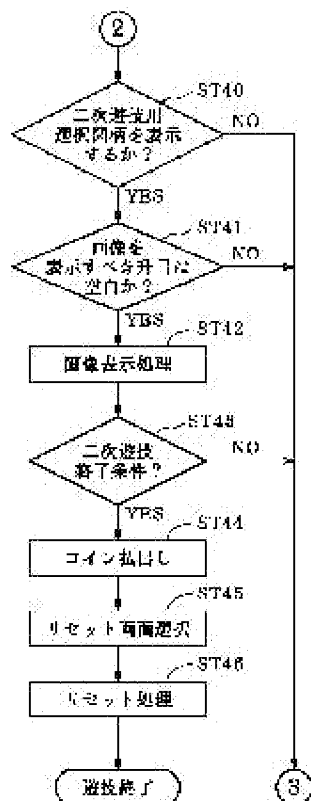 2
ST40
二次遊技用
選択図柄を表示
するか?
NO
YES
ST41
画像を
表示すべき升目は
空白か?
NO
YES
ST42
画像表示処理
ST43
二次遊技
終了条件?
NO
YES
ST44
コイン払出し
ST45
リセット画面選択
ST46
リセット処理
遊技終了
3